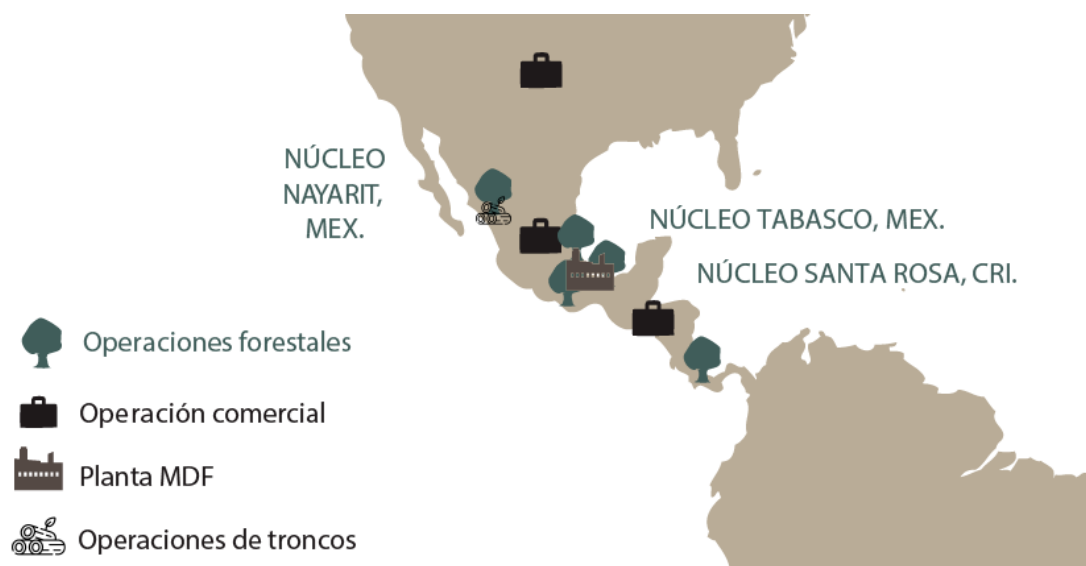 NÚCLEO
NAYARIT,
MEX.
NÚCLEO TABASCO, MEX.
NÚCLEO SANTA ROSA, CRI.
Operaciones forestales
Operación comercial
Planta MDF
Operaciones de troncos